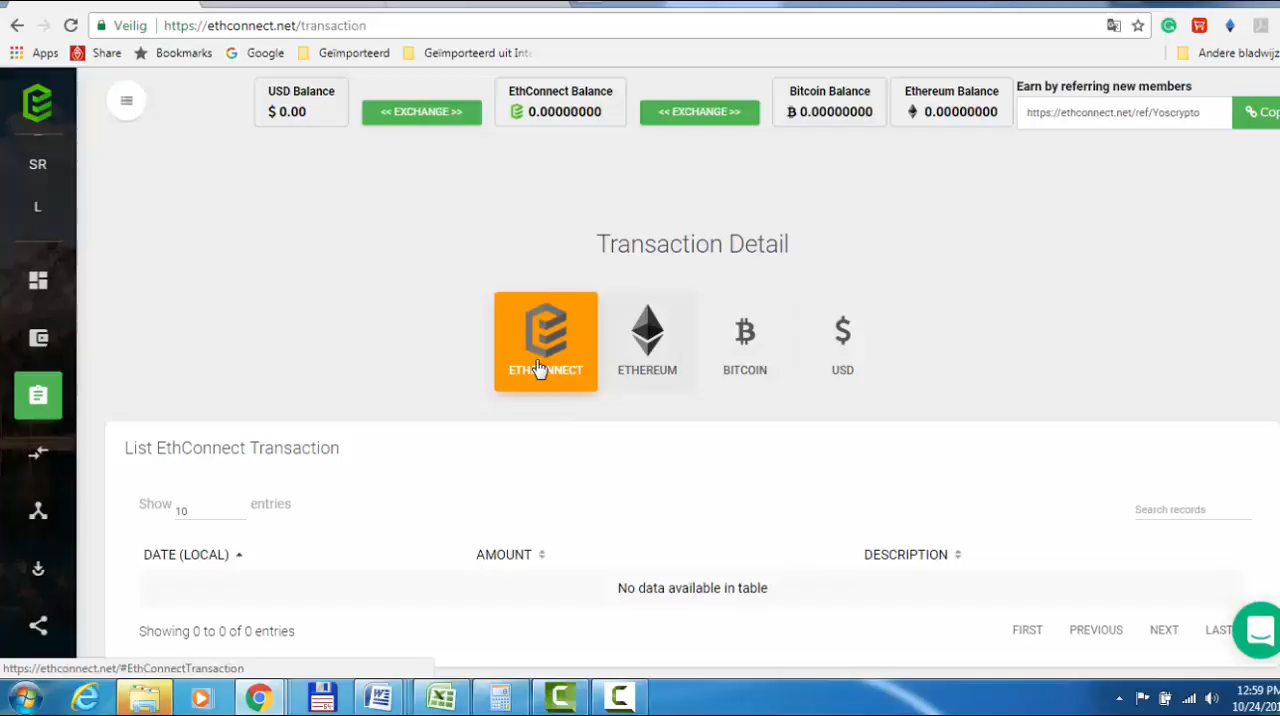 Veilig
https://ethconnect.net/transaction
Apps
Share
Bookmarks
Google
Geïmporteerd
Geïmporteerd uit Int
Andere bladwijz
USD Balance
$ 0.00
<< EXCHANGE >>
EthConnect Balance
0.00000000
<< EXCHANGE >>
Bitcoin Balance
0.00000000
Ethereum Balance
0.00000000
Earn by referring new members
https://ethconnect.net/ref/Yoscrypto
Cop
SR
L
Transaction Detail
ETHCONNECT
ETHEREUM
BITCOIN
USD
List EthConnect Transaction
Show 10 entries
Search records
DATE (LOCAL)
AMOUNT
DESCRIPTION
No data available in table
Showing 0 to 0 of 0 entries
FIRST
PREVIOUS
NEXT
LAST
https://ethconnect.net/#EthConnectTransaction
12:59 PM
10/24/201